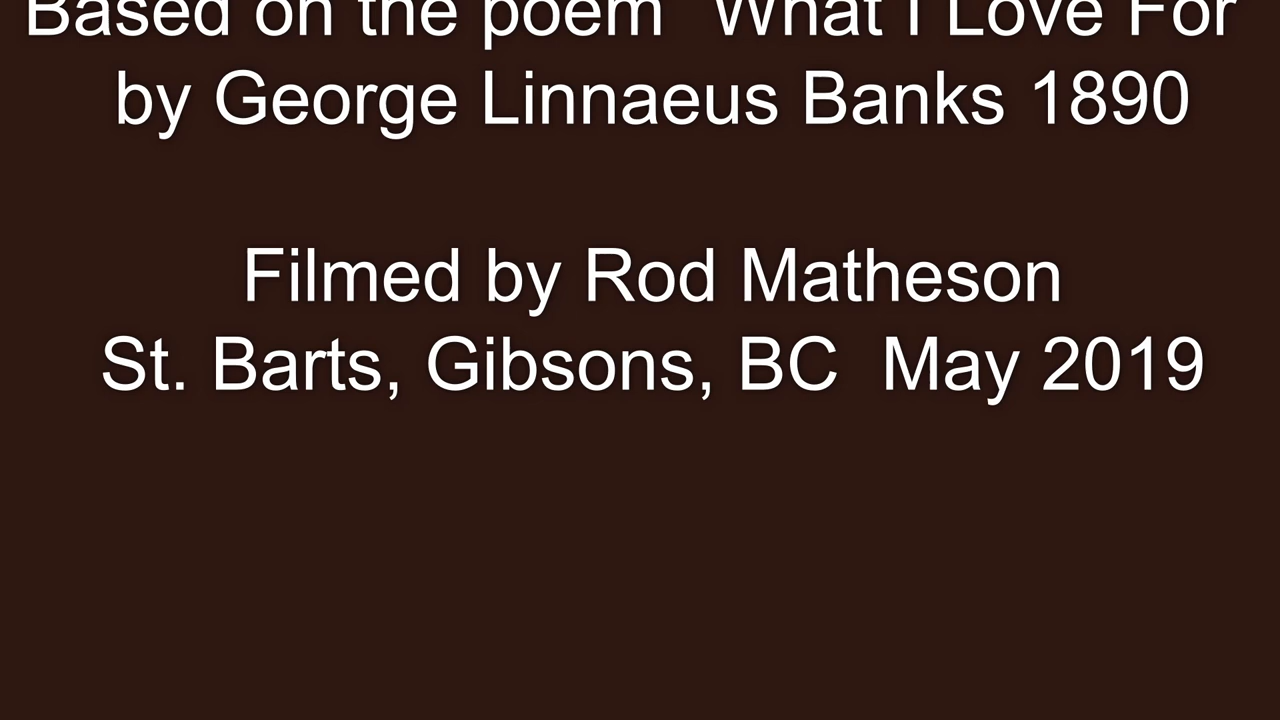 Based on the poem What I Love For
by George Linnaeus Banks 1890
Filmed by Rod Matheson
St. Barts, Gibsons, BC May 2019